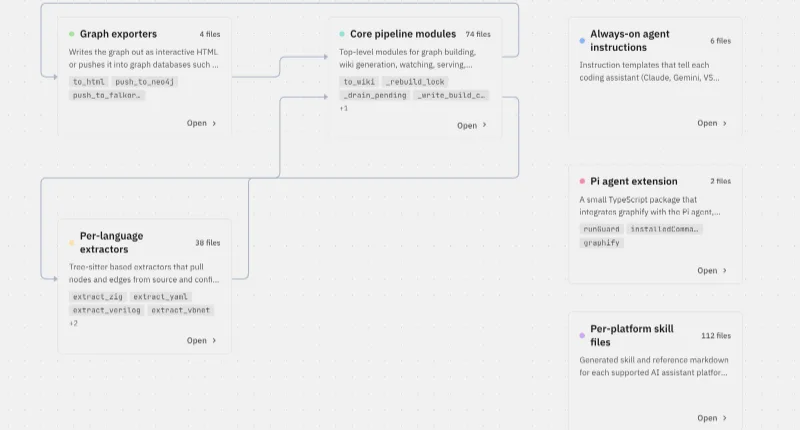 Graph exporters
4 files
Writes the graph out as interactive HTML
or pushes it into graph databases such ...
to_html push_to_neo4j
push_to_falkor…
Open >
Core pipeline modules
74 files
Top-level modules for graph building,
wiki generation, watching, serving,...
to_wiki _rebuild_lock
_drain_pending _write_build_c…
+1
Open >
Always-on agent
instructions
6 files
Instruction templates that tell each
coding assistant (Claude, Gemini, VS...
Open >
Pi agent extension
2 files
A small TypeScript package that
integrates graphify with the Pi agent,...
runGuard installedComma…
graphify
Open >
Per-language
extractors
38 files
Tree-sitter based extractors that pull
nodes and edges from source and confi...
extract_zig extract_yaml
extract_verilog extract_vbnet
+2
Open >
Per-platform skill
files
112 files
Generated skill and reference markdown
for each supported AI assistant platfor...
Open >